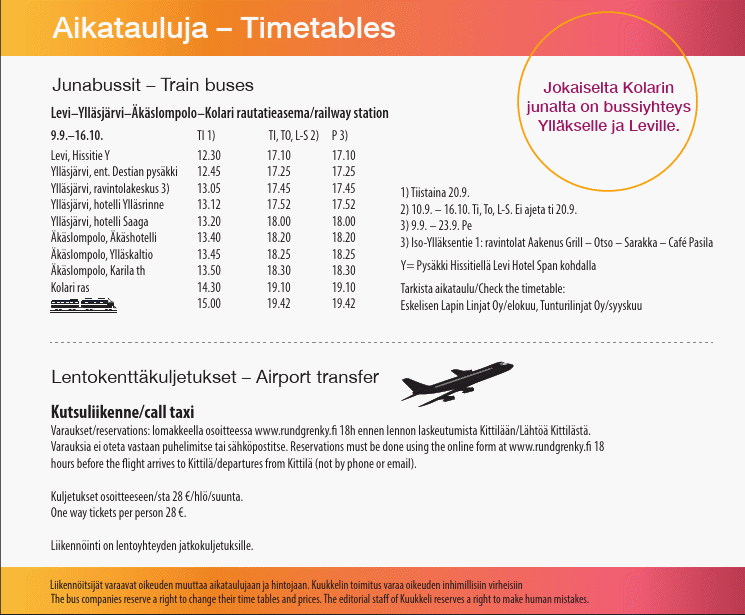 Aikatauluja – Timetables
Junabussit – Train buses
Jokaiselta Kolarin
junalta on bussiyhteys
Ylläkselle ja Leville.
Levi–Ylläsjärvi–Äkäslompolo–Kolari rautatieasema/railway station
9.9.–16.10. TI 1) TI, TO, L-S 2) P 3)
Levi, Hissitie Y 12.30 17.10 17.10
Ylläsjärvi, ent. Destian pysäkki 12.45 17.25 17.25
Ylläsjärvi, ravintolakeskus 3) 13.05 17.45 17.45
Ylläsjärvi, hotelli Ylläsrinne 13.12 17.52 17.52
Ylläsjärvi, hotelli Saaga 13.20 18.00 18.00
Äkäslompolo, Äkäshotelli 13.40 18.20 18.20
Äkäslompolo, Ylläskaltio 13.45 18.25 18.25
Äkäslompolo, Karila th 13.50 18.30 18.30
Kolari ras 14.30 19.10 19.10
15.00 19.42 19.42
1) Tiistaina 20.9.
2) 10.9. – 16.10. Ti, To, L-S. Ei ajeta ti 20.9.
3) 9.9. – 23.9. Pe
3) Iso-Ylläksentie 1: ravintolat Aakenus Grill – Otso – Sarakka – Café Pasila
Y= Pysäkki Hissitiellä Levi Hotel Span kohdalla
Tarkista aikataulu/Check the timetable:
Eskelisen Lapin Linjat Oy/elokuu, Tunturilinjat Oy/syyskuu
Lentokenttäkuljetukset – Airport transfer
Kutsuliikenne/call taxi
Varaukset/reservations: lomakkeella osoitteessa www.rundgrenky.fi 18h ennen lennon laskeutumista Kittilään/Lähtöä Kittilästä.
Varauksia ei oteta vastaan puhelimitse tai sähköpostitse. Reservations must be done using the online form at www.rundgrenky.fi 18
hours before the flight arrives to Kittilä/departures from Kittilä (not by phone or email).
Kuljetukset osoitteeseen/sta 28 €/hlö/suunta.
One way tickets per person 28 €.
Liikennöinti on lentoyhteyden jatkokuljetuksille.
Liikennöitsijät varaavat oikeuden muuttaa aikataulujaan ja hintojaan. Kuukkelin toimitus varaa oikeuden inhimillisiin virheisiin
The bus companies reserve a right to change their time tables and prices. The editorial staff of Kuukkeli reserves a right to make human mistakes.